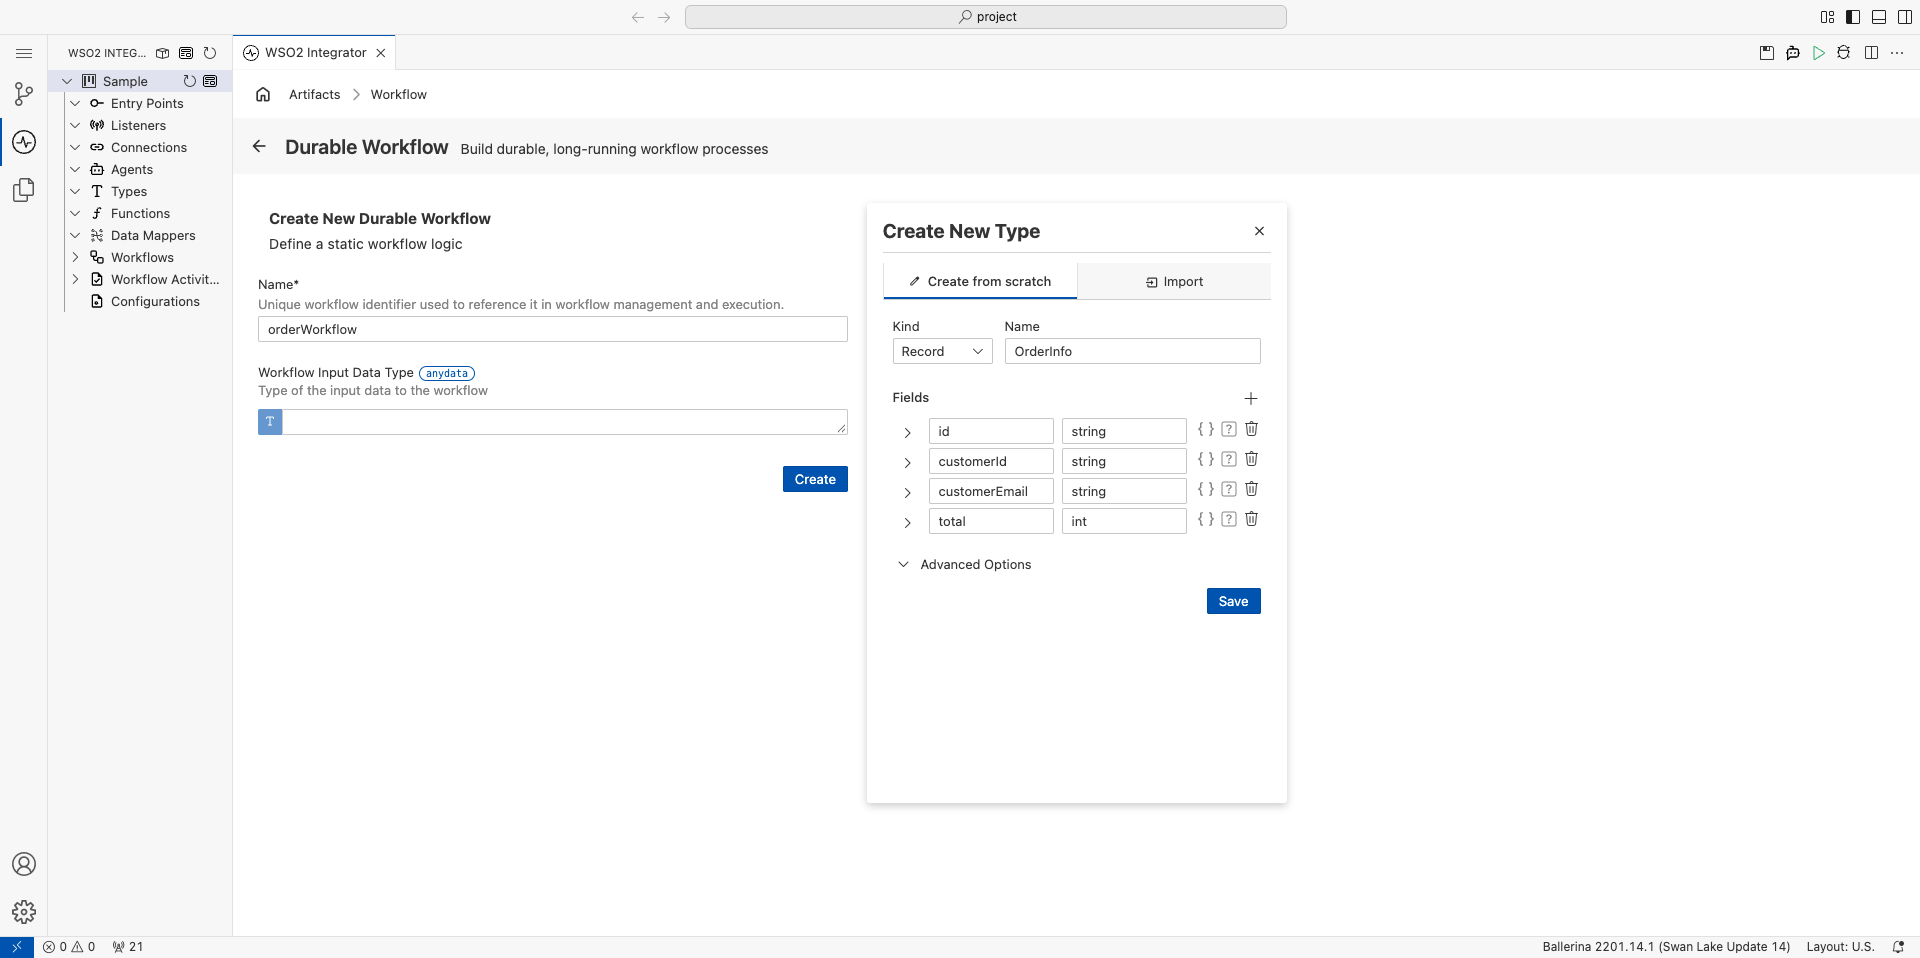 project
WSO2 INTEG...
WSO2 Integrator
Sample
Entry Points
Listeners
Connections
Agents
Types
Functions
Data Mappers
Workflows
Workflow Activit...
Configurations
Artifacts
Workflow
Durable Workflow
Build durable, long-running workflow processes
Create New Durable Workflow
Define a static workflow logic
Name*
Unique workflow identifier used to reference it in workflow management and execution.
orderWorkflow
Workflow Input Data Type anydata
Type of the input data to the workflow
T
Create
Create New Type
Create from scratch
Import
Kind
Name
Record
OrderInfo
Fields
id string
customerId string
customerEmail string
total int
Advanced Options
Save
0 0 21
Ballerina 2201.14.1 (Swan Lake Update 14)
Layout: U.S.